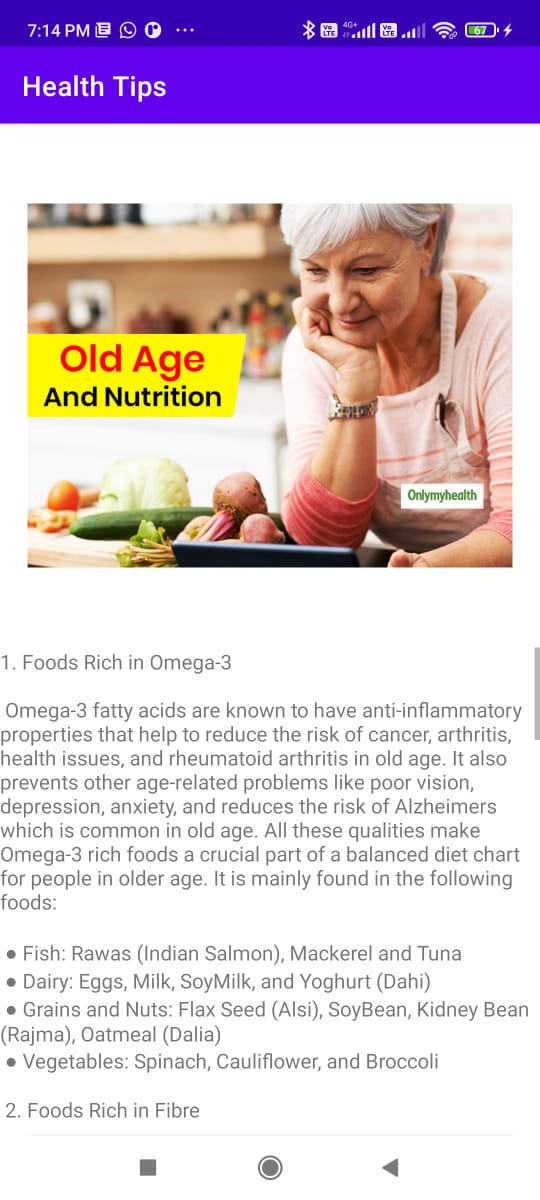 7:14 PM
4G+
67
Health Tips
Old Age
And Nutrition
Onlymyhealth
1. Foods Rich in Omega-3
Omega-3 fatty acids are known to have anti-inflammatory
properties that help to reduce the risk of cancer, arthritis,
health issues, and rheumatoid arthritis in old age. It also
prevents other age-related problems like poor vision,
depression, anxiety, and reduces the risk of Alzheimers
which is common in old age. All these qualities make
Omega-3 rich foods a crucial part of a balanced diet chart
for people in older age. It is mainly found in the following
foods:
● Fish: Rawas (Indian Salmon), Mackerel and Tuna
● Dairy: Eggs, Milk, SoyMilk, and Yoghurt (Dahi)
● Grains and Nuts: Flax Seed (Alsi), SoyBean, Kidney Bean
(Rajma), Oatmeal (Dalia)
● Vegetables: Spinach, Cauliflower, and Broccoli
2. Foods Rich in Fibre